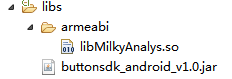 libs
armeabi
libMilkyAnalys.so
buttonsdk_android_v1.0.jar